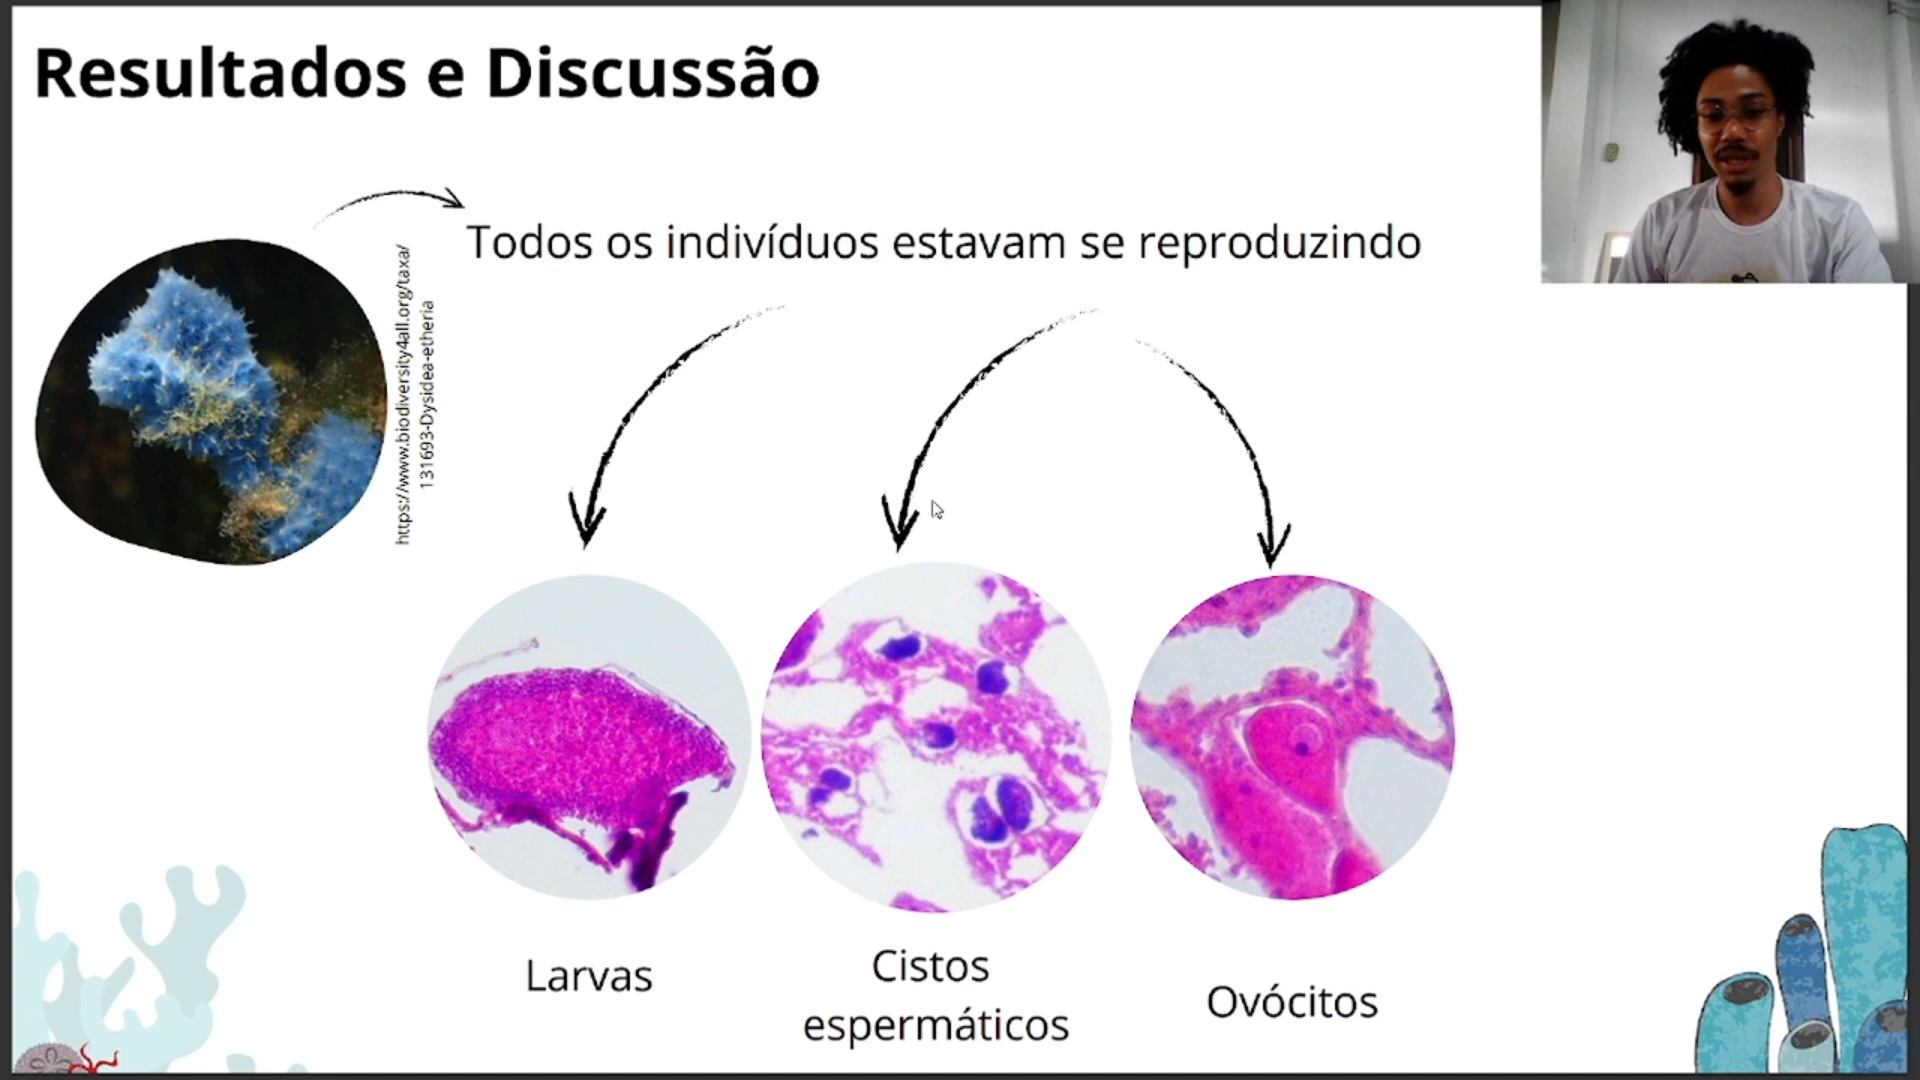 Resultados e Discussão
Todos os indivíduos estavam se reproduzindo
https://www.biodiversity4all.org/taxa/
131693-Dysidea-etheria
Larvas
Cistos
espermáticos
Ovócitos